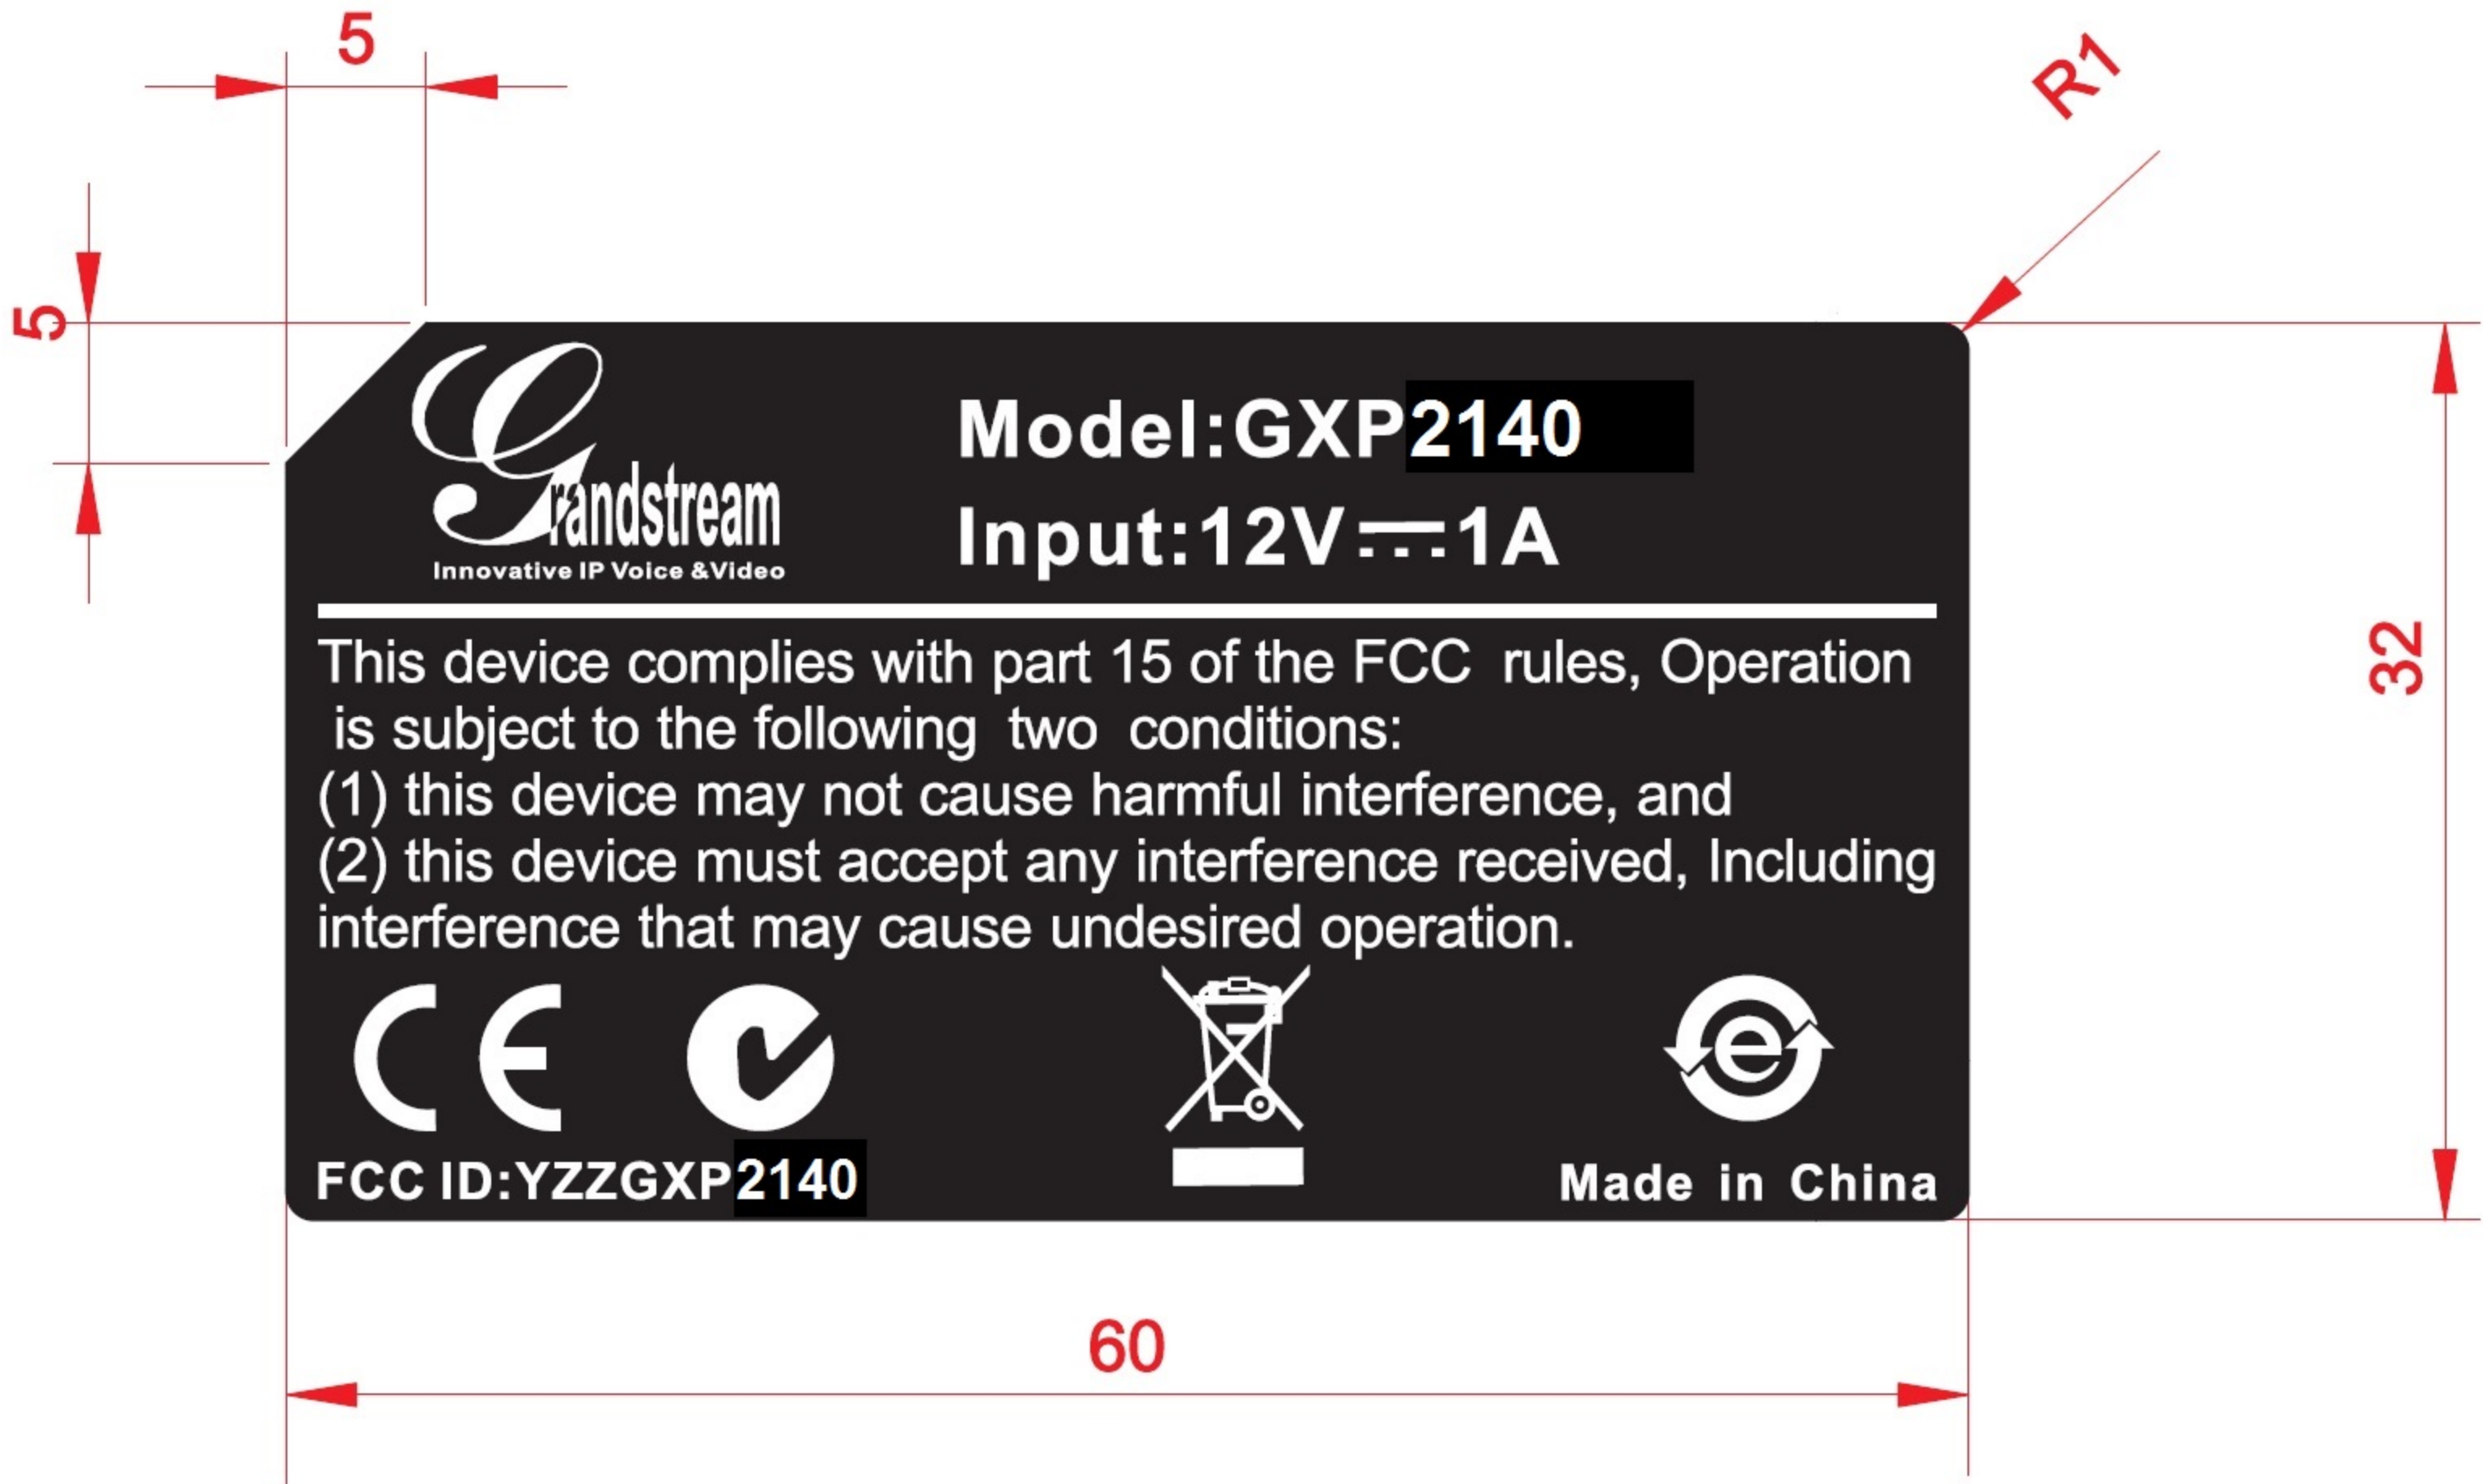 5
R1
5
Grandstream
Innovative IP Voice &Video
Model:GXP2140
Input:12V⎓1A
This device complies with part 15 of the FCC rules, Operation
is subject to the following two conditions:
(1) this device may not cause harmful interference, and
(2) this device must accept any interference received, Including
interference that may cause undesired operation.
32
CE
e
FCC ID:YZZGXP2140
Made in China
60